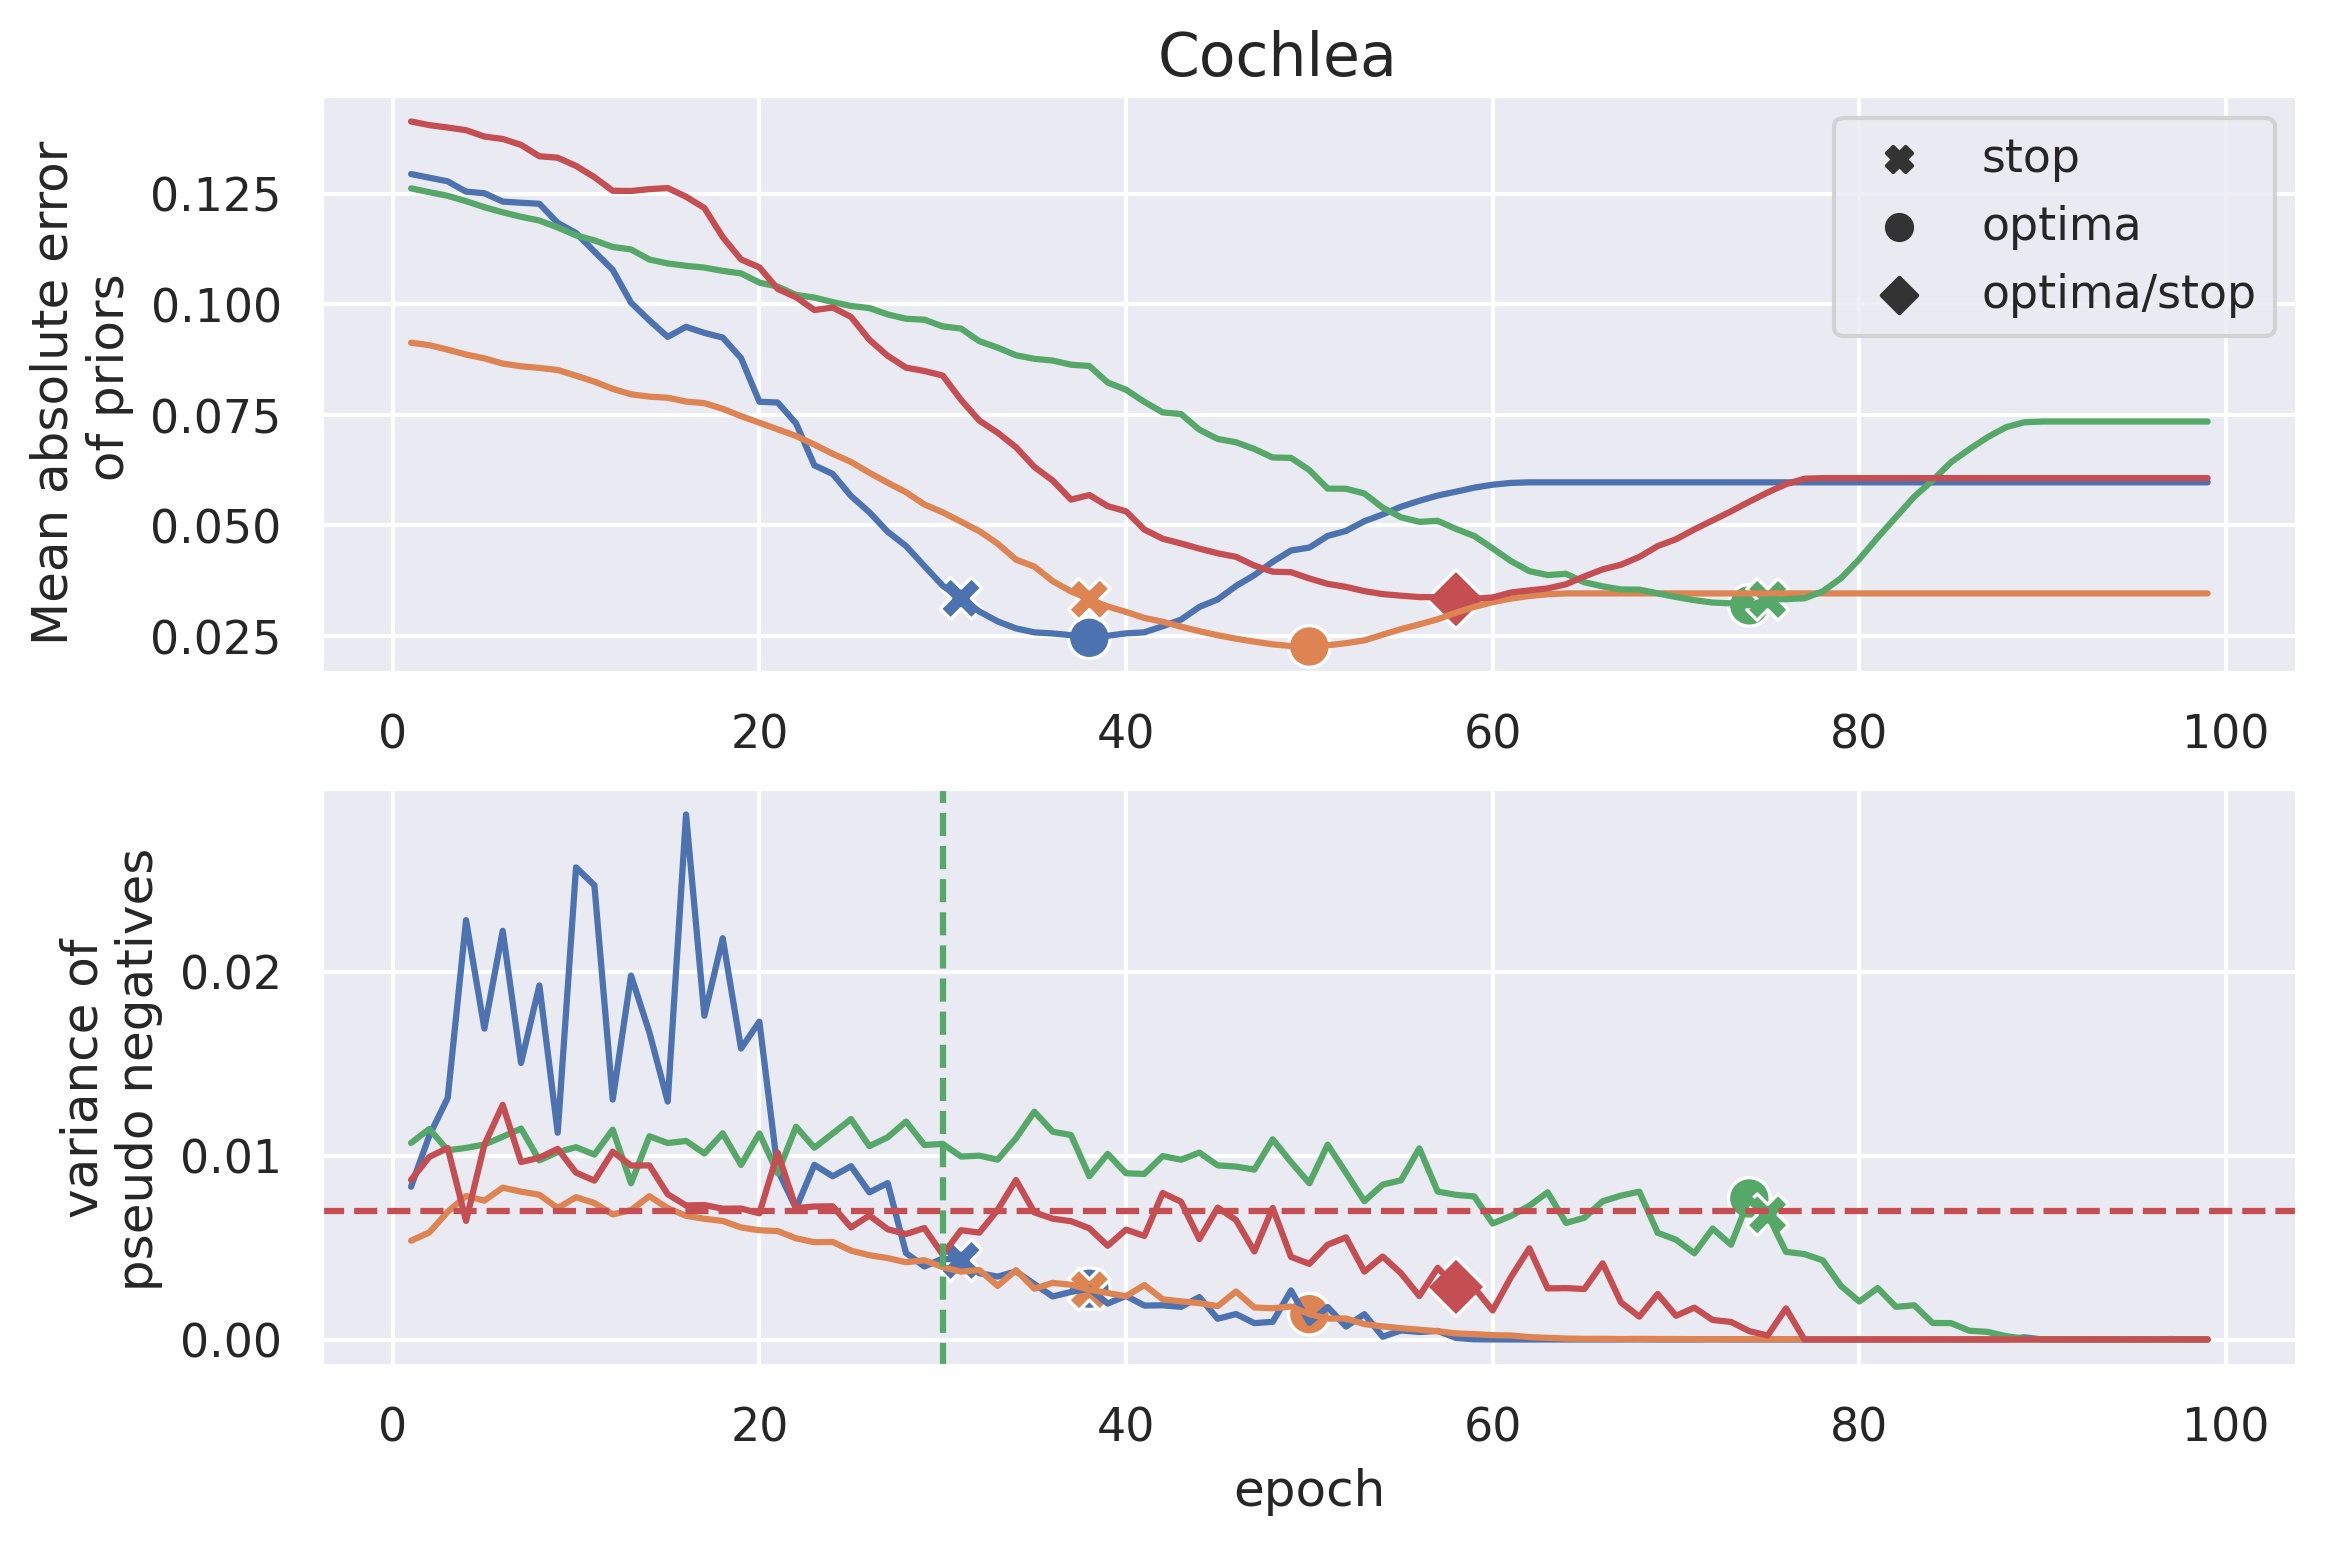 Cochlea
Mean absolute error
of priors
0.125
0.100
0.075
0.050
0.025
stop
optima
optima/stop
0 20 40 60 80 100
variance of
pseudo negatives
0.02
0.01
0.00
0 20 40 60 80 100
epoch